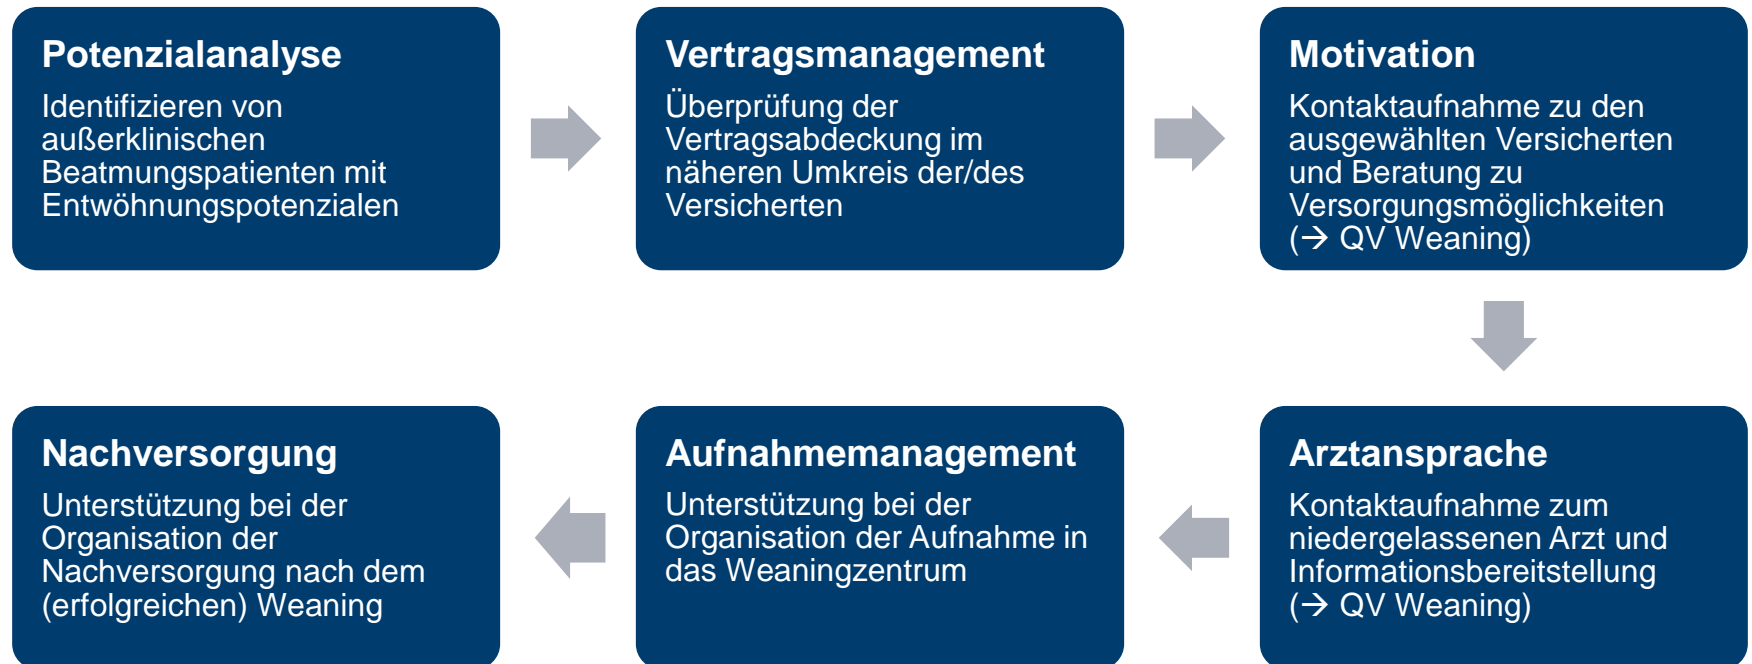 Potenzialanalyse
Identifizieren von
außerklinischen
Beatmungspatienten mit
Entwöhnungspotenzialen
Vertragsmanagement
Überprüfung der
Vertragsabdeckung im
näheren Umkreis der/des
Versicherten
Motivation
Kontaktaufnahme zu den
ausgewählten Versicherten
und Beratung zu
Versorgungsmöglichkeiten
(→ QV Weaning)
Arztansprache
Kontaktaufnahme zum
niedergelassenen Arzt und
Informationsbereitstellung
(→ QV Weaning)
Aufnahmemanagement
Unterstützung bei der
Organisation der Aufnahme in
das Weaningzentrum
Nachversorgung
Unterstützung bei der
Organisation der
Nachversorgung nach dem
(erfolgreichen) Weaning